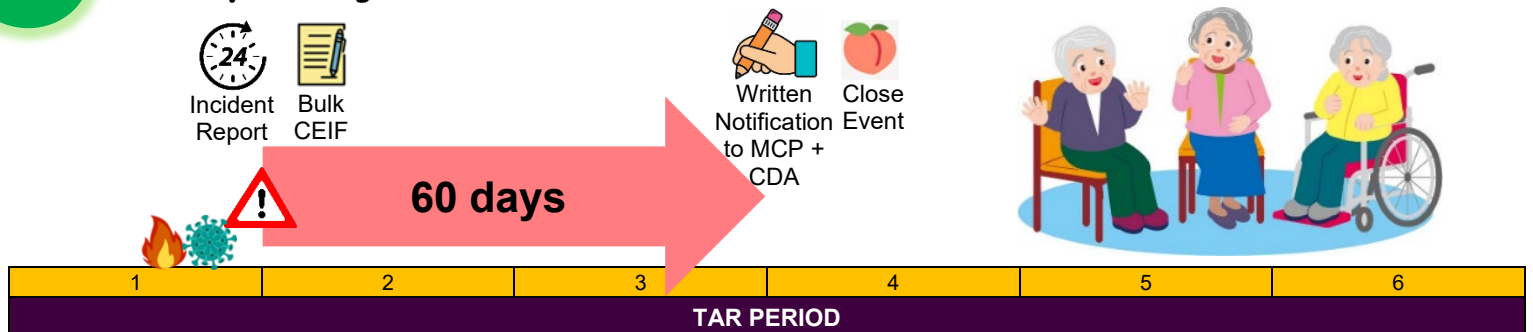 24
Incident
Report
Bulk
CEIF
Written
Notification
to MCP +
CDA
Close
Event
!
60 days
1 2 3 4 5 6
TAR PERIOD